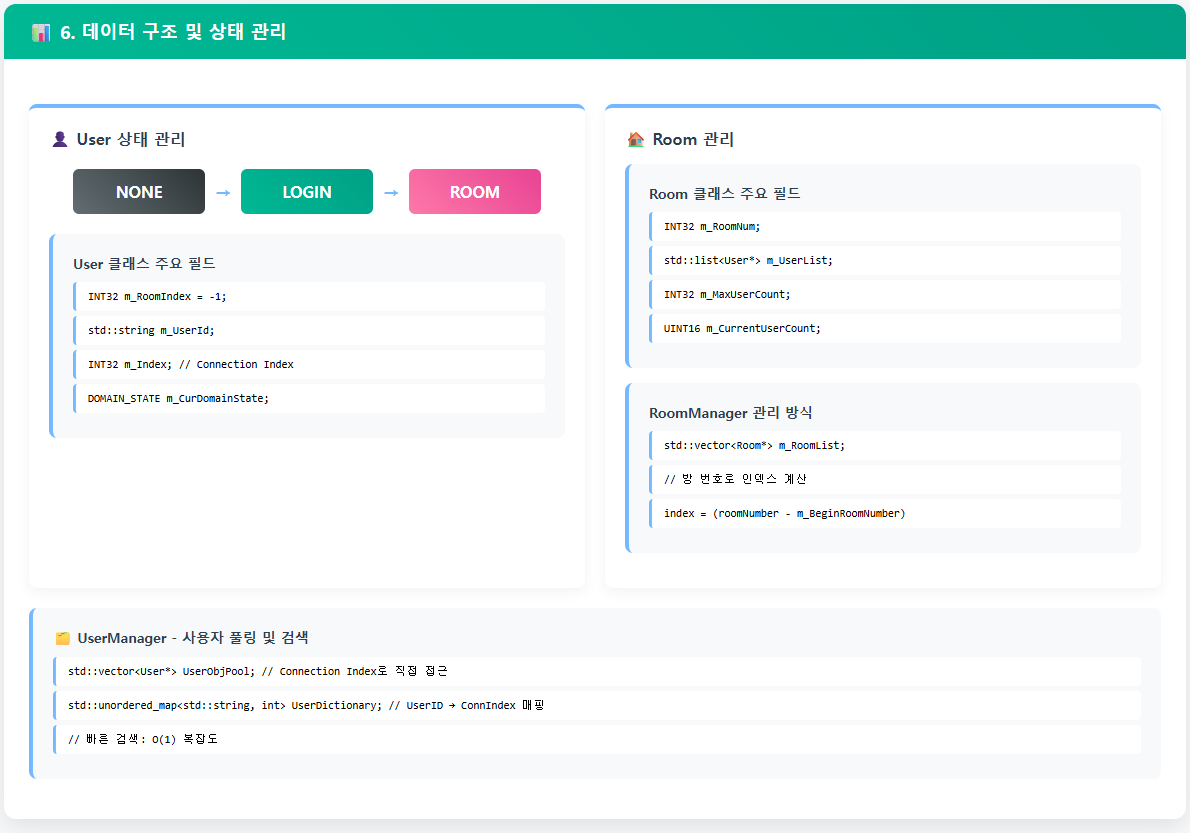 6. 데이터 구조 및 상태 관리
User 상태 관리
NONE → LOGIN → ROOM
User 클래스 주요 필드
INT32 m_RoomIndex = -1;
std::string m_UserId;
INT32 m_Index; // Connection Index
DOMAIN_STATE m_CurDomainState;
Room 관리
Room 클래스 주요 필드
INT32 m_RoomNum;
std::list<User*> m_UserList;
INT32 m_MaxUserCount;
UINT16 m_CurrentUserCount;
RoomManager 관리 방식
std::vector<Room*> m_RoomList;
// 방 번호로 인덱스 계산
index = (roomNumber - m_BeginRoomNumber)
UserManager - 사용자 풀링 및 검색
std::vector<User*> UserObjPool; // Connection Index로 직접 접근
std::unordered_map<std::string, int> UserDictionary; // UserID → ConnIndex 매핑
// 빠른 검색: O(1) 복잡도